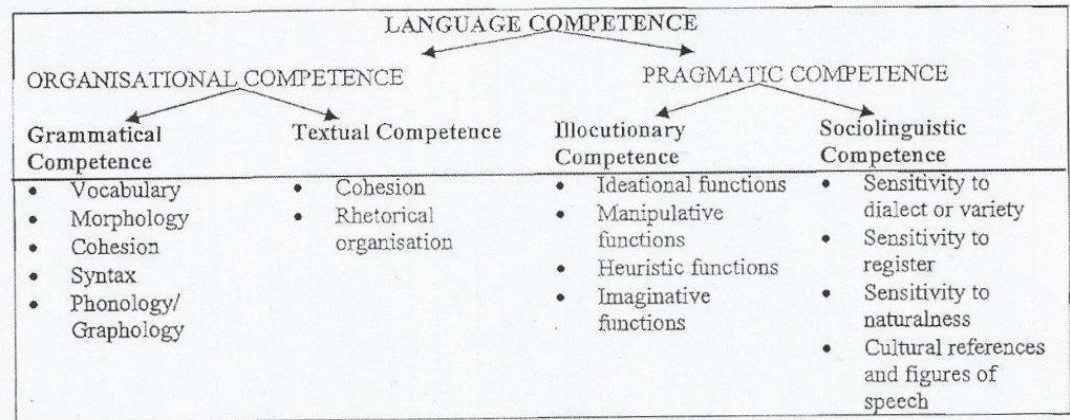 LANGUAGE COMPETENCE
ORGANISATIONAL COMPETENCE
PRAGMATIC COMPETENCE
Grammatical
Competence
Textual Competence
Illocutionary
Competence
Sociolinguistic
Competence
• Vocabulary
• Morphology
• Cohesion
• Syntax
• Phonology/
Graphology
• Cohesion
• Rhetorical
organisation
• Ideational functions
• Manipulative
functions
• Heuristic functions
• Imaginative
functions
• Sensitivity to
dialect or variety
• Sensitivity to
register
• Sensitivity to
naturalness
• Cultural references
and figures of
speech